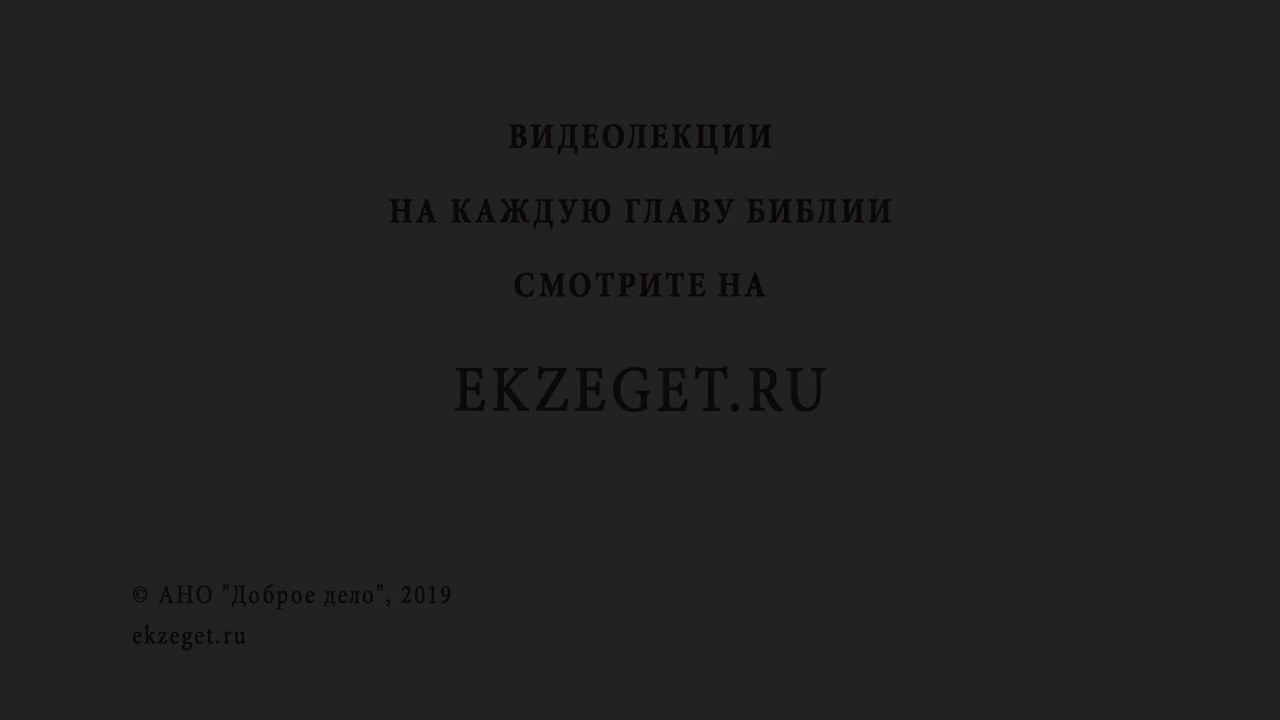 ВИДЕОЛЕКЦИИ
НА КАЖДУЮ ГЛАВУ БИБЛИИ
СМОТРИТЕ НА
EKZEGET.RU
© АНО "Доброе дело", 2019
ekzeget.ru